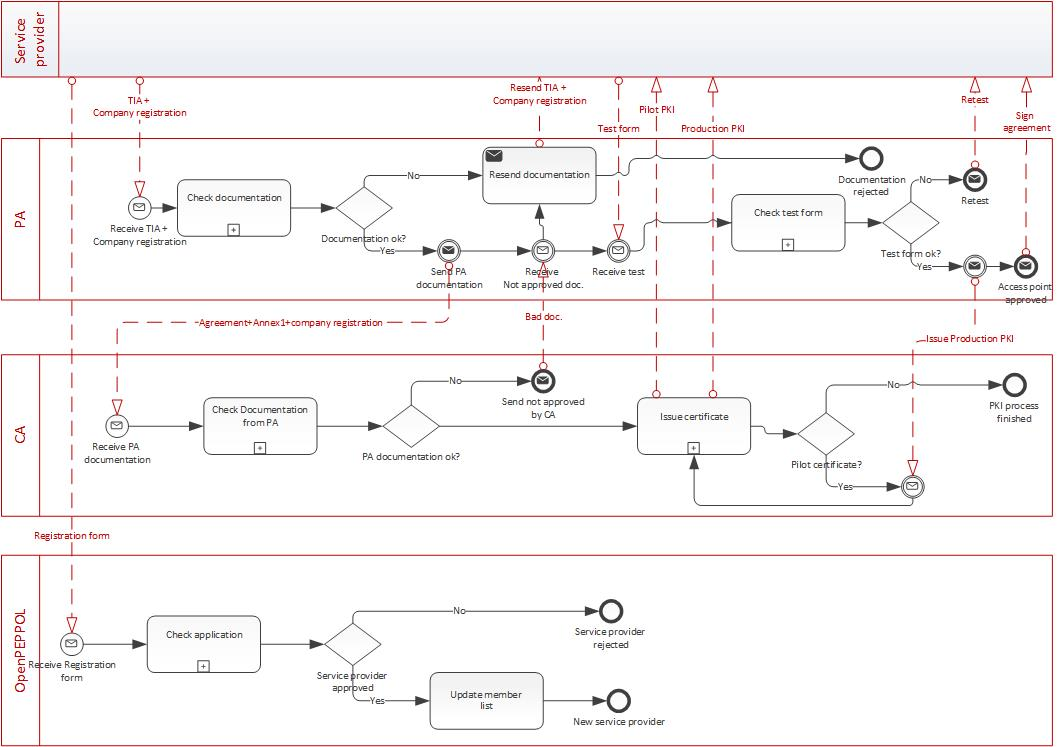 Service
provider
TIA +
Company registration
Resend TIA +
Company registration
Test form
Pilot PKI
Production PKI
Retest
Sign
agreement
PA
Receive TIA +
Company registration
Check documentation
Documentation ok?
No
Yes
Resend documentation
Send PA
documentation
Receive
Not approved doc.
Receive test
Documentation
rejected
Check test form
Test form ok?
No
Yes
Retest
Access point
approved
Agreement+Annex1+company registration
Bad doc.
Issue Production PKI
CA
Receive PA
documentation
Check Documentation
from PA
PA documentation ok?
No
Send not approved
by CA
Issue certificate
Pilot certificate?
No
Yes
PKI process
finished
Registration form
OpenPEPPOL
Receive Registration
form
Check application
Service provider
approved
No
Yes
Service provider
rejected
Update member
list
New service provider